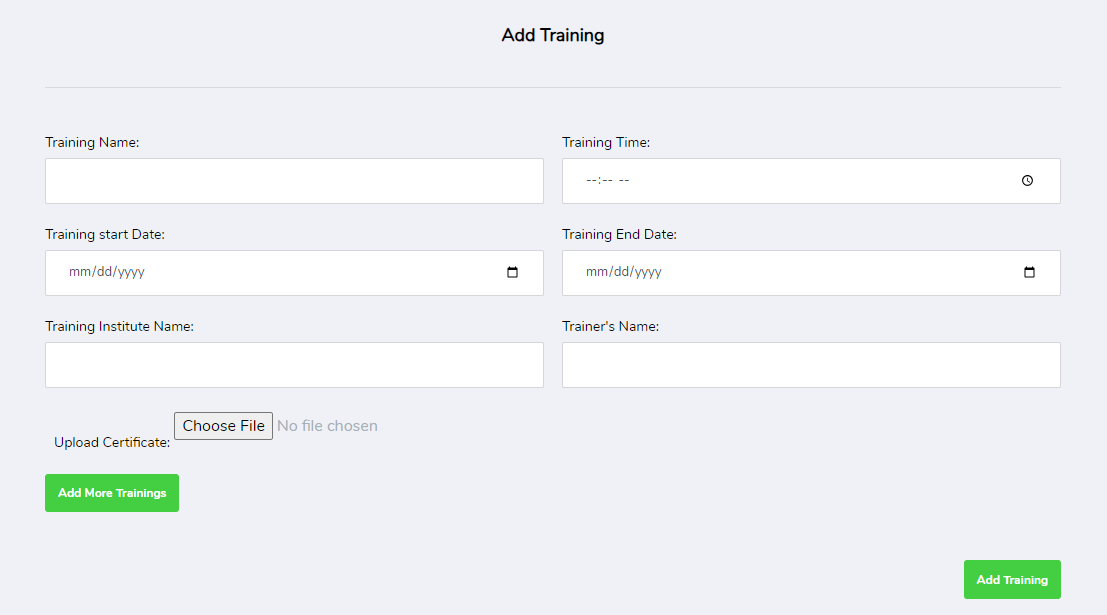 Add Training
Training Name:
Training Time:
--:-- --
Training start Date:
Training End Date:
mm/dd/yyyy
mm/dd/yyyy
Training Institute Name:
Trainer's Name:
Upload Certificate: Choose File No file chosen
Add More Trainings
Add Training